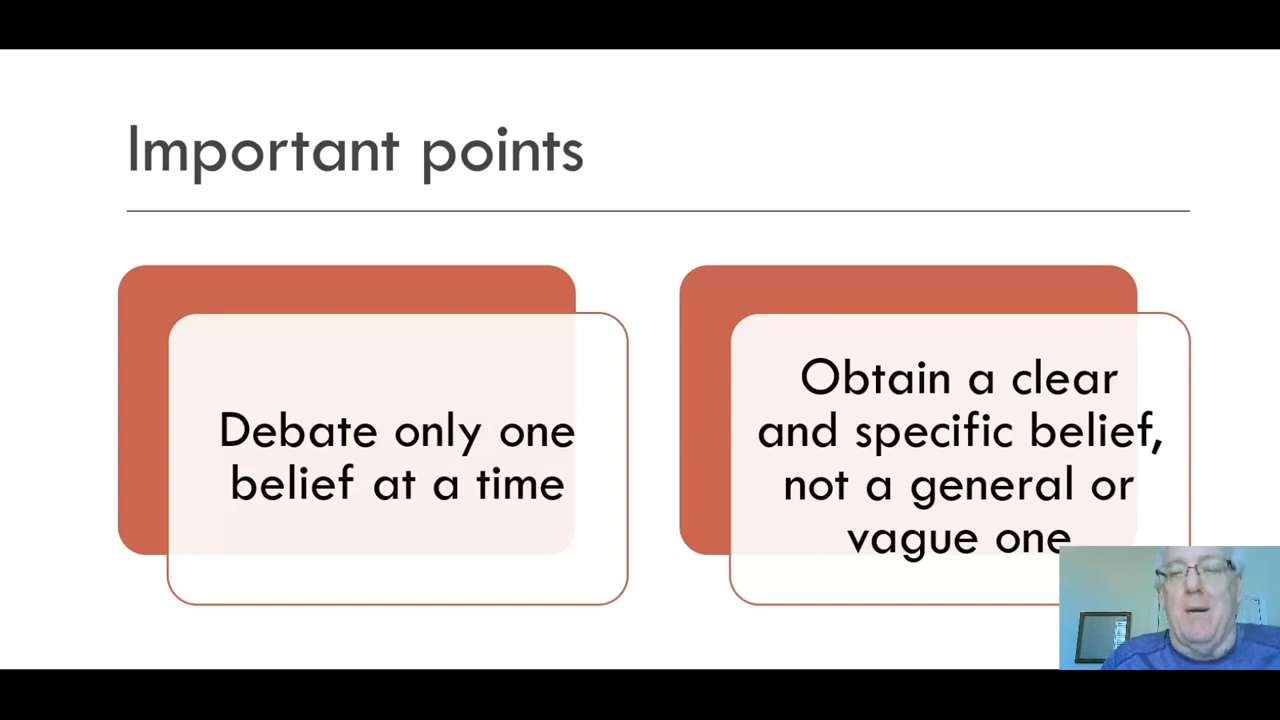 Important points
Debate only one
belief at a time
Obtain a clear
and specific belief,
not a general or
vague one